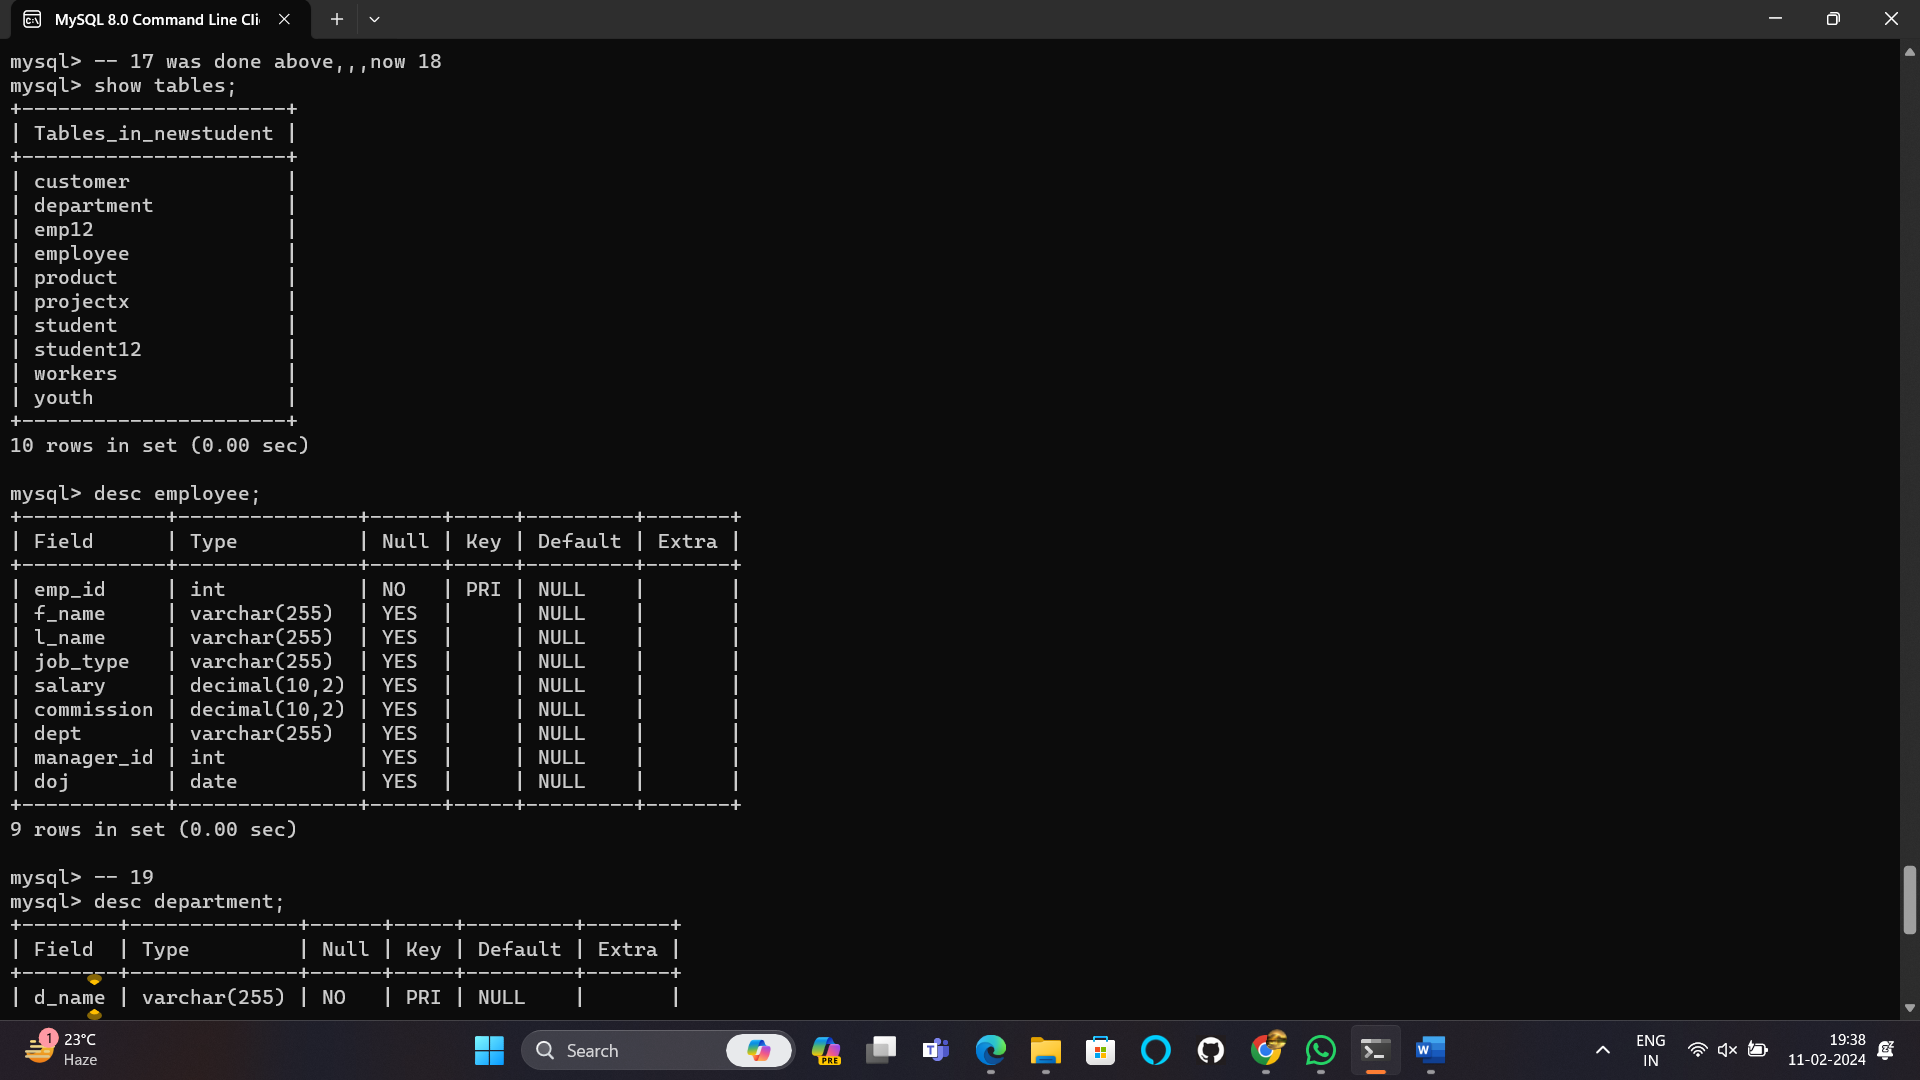 MySQL 8.0 Command Line Cli
mysql> -- 17 was done above,,,now 18
mysql> show tables;
+----------------------+
| Tables_in_newstudent |
+----------------------+
| customer             |
| department           |
| emp12                |
| employee             |
| product              |
| projectx             |
| student              |
| student12            |
| workers              |
| youth                |
+----------------------+
10 rows in set (0.00 sec)
mysql> desc employee;
+------------+---------------+------+-----+---------+-------+
| Field      | Type          | Null | Key | Default | Extra |
+------------+---------------+------+-----+---------+-------+
| emp_id     | int           | NO   | PRI | NULL    |       |
| f_name     | varchar(255)  | YES  |     | NULL    |       |
| l_name     | varchar(255)  | YES  |     | NULL    |       |
| job_type   | varchar(255)  | YES  |     | NULL    |       |
| salary     | decimal(10,2) | YES  |     | NULL    |       |
| commission | decimal(10,2) | YES  |     | NULL    |       |
| dept       | varchar(255)  | YES  |     | NULL    |       |
| manager_id | int           | YES  |     | NULL    |       |
| doj        | date          | YES  |     | NULL    |       |
+------------+---------------+------+-----+---------+-------+
9 rows in set (0.00 sec)
mysql> -- 19
mysql> desc department;
+--------+--------------+------+-----+---------+-------+
| Field  | Type         | Null | Key | Default | Extra |
+--------+--------------+------+-----+---------+-------+
| d_name | varchar(255) | NO   | PRI | NULL    |       |
1
23°C
Haze
Search
PRE
ENG
IN
19:38
11-02-2024